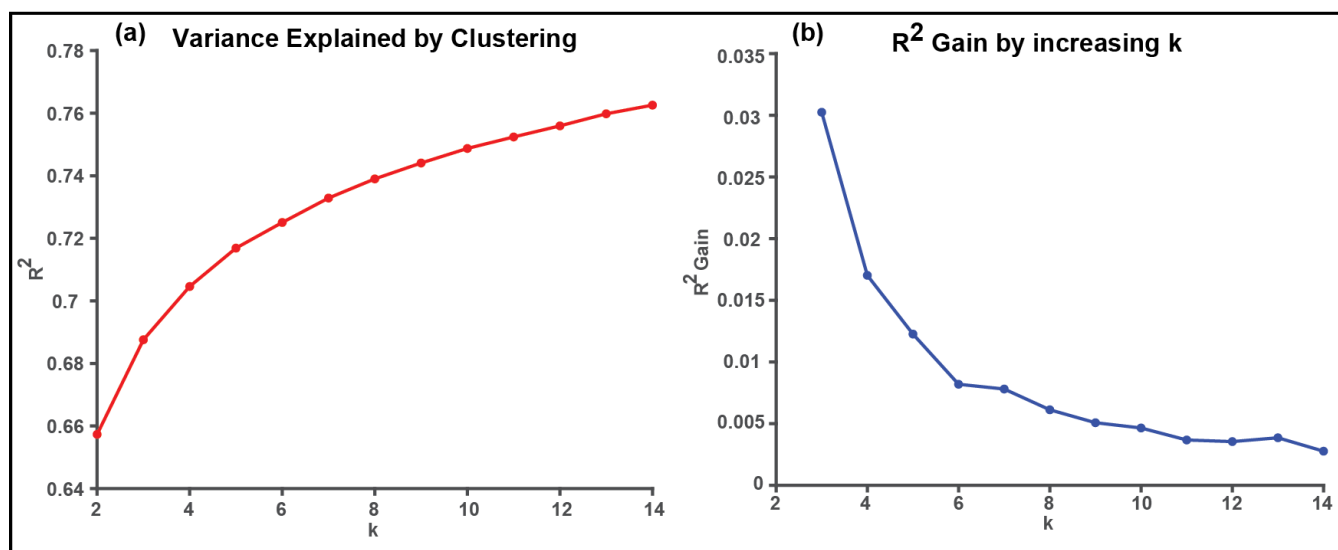 (a) Variance Explained by Clustering
0.78
0.76
0.74
0.72
0.7
0.68
0.66
0.64
R²
2 4 6 8 10 12 14
k
(b) R² Gain by increasing k
0.035
0.03
0.025
0.02
0.015
0.01
0.005
0
R² Gain
2 4 6 8 10 12 14
k